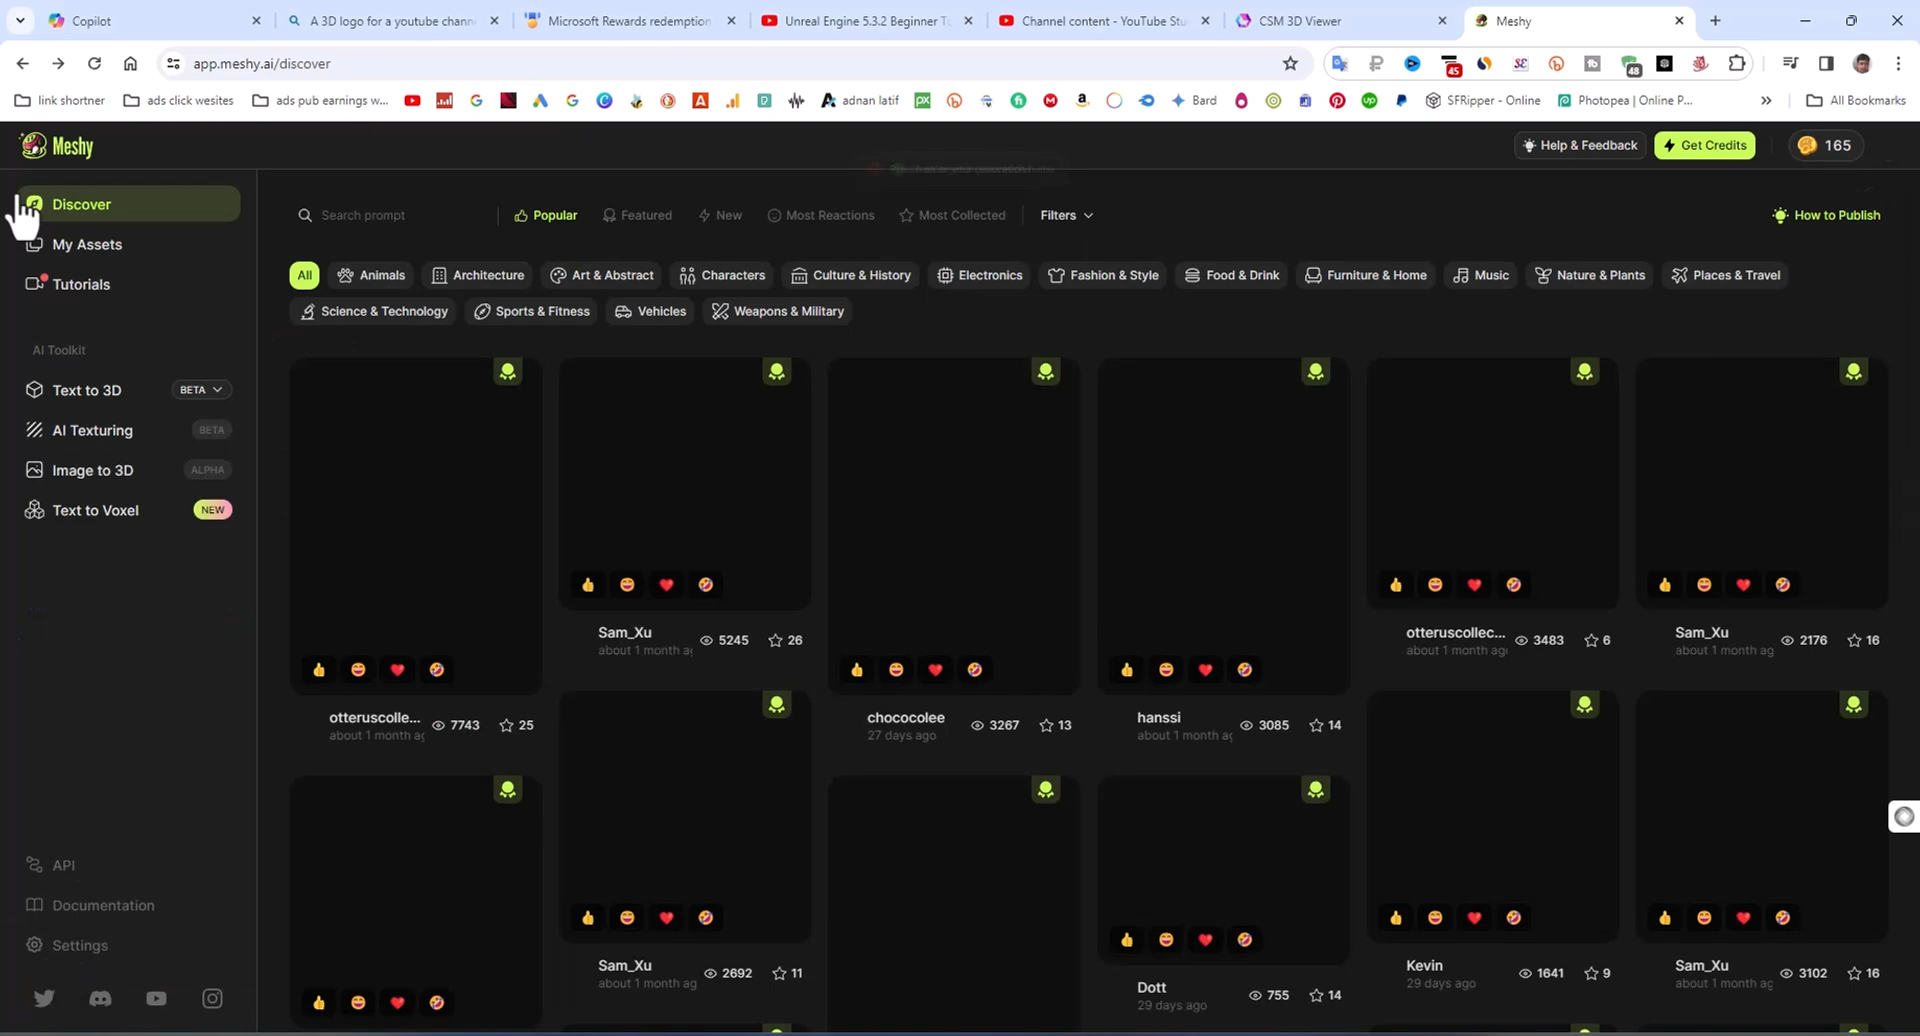 Copilot
A 3D logo for a youtube chann
Microsoft Rewards redemption
Unreal Engine 5.3.2 Beginner T
Channel content - YouTube Stu
CSM 3D Viewer
Meshy
app.meshy.ai/discover
45
48
link shortner
ads click wesites
ads pub earnings w...
adnan latif
Bard
SFRipper - Online
Photopea | Online P...
All Bookmarks
Meshy
Help & Feedback
Get Credits
165
Discover
My Assets
Tutorials
AI Toolkit
Text to 3D BETA
AI Texturing BETA
Image to 3D ALPHA
Text to Voxel NEW
API
Documentation
Settings
Search prompt
Popular
Featured
New
Most Reactions
Most Collected
Filters
How to Publish
All
Animals
Architecture
Art & Abstract
Characters
Culture & History
Electronics
Fashion & Style
Food & Drink
Furniture & Home
Music
Nature & Plants
Places & Travel
Science & Technology
Sports & Fitness
Vehicles
Weapons & Military
Sam_Xu 5245 26
about 1 month ag
otteruscollec... 3483 6
about 1 month ago
Sam_Xu 2176 16
about 1 month ag
otteruscolle... 7743 25
about 1 month ag
chococolee 3267 13
27 days ago
hanssi 3085 14
about 1 month ag
Sam_Xu 2692 11
about 1 month ag
Dott 755 14
29 days ago
Kevin 1641 9
29 days ago
Sam_Xu 3102 16
about 1 month ag